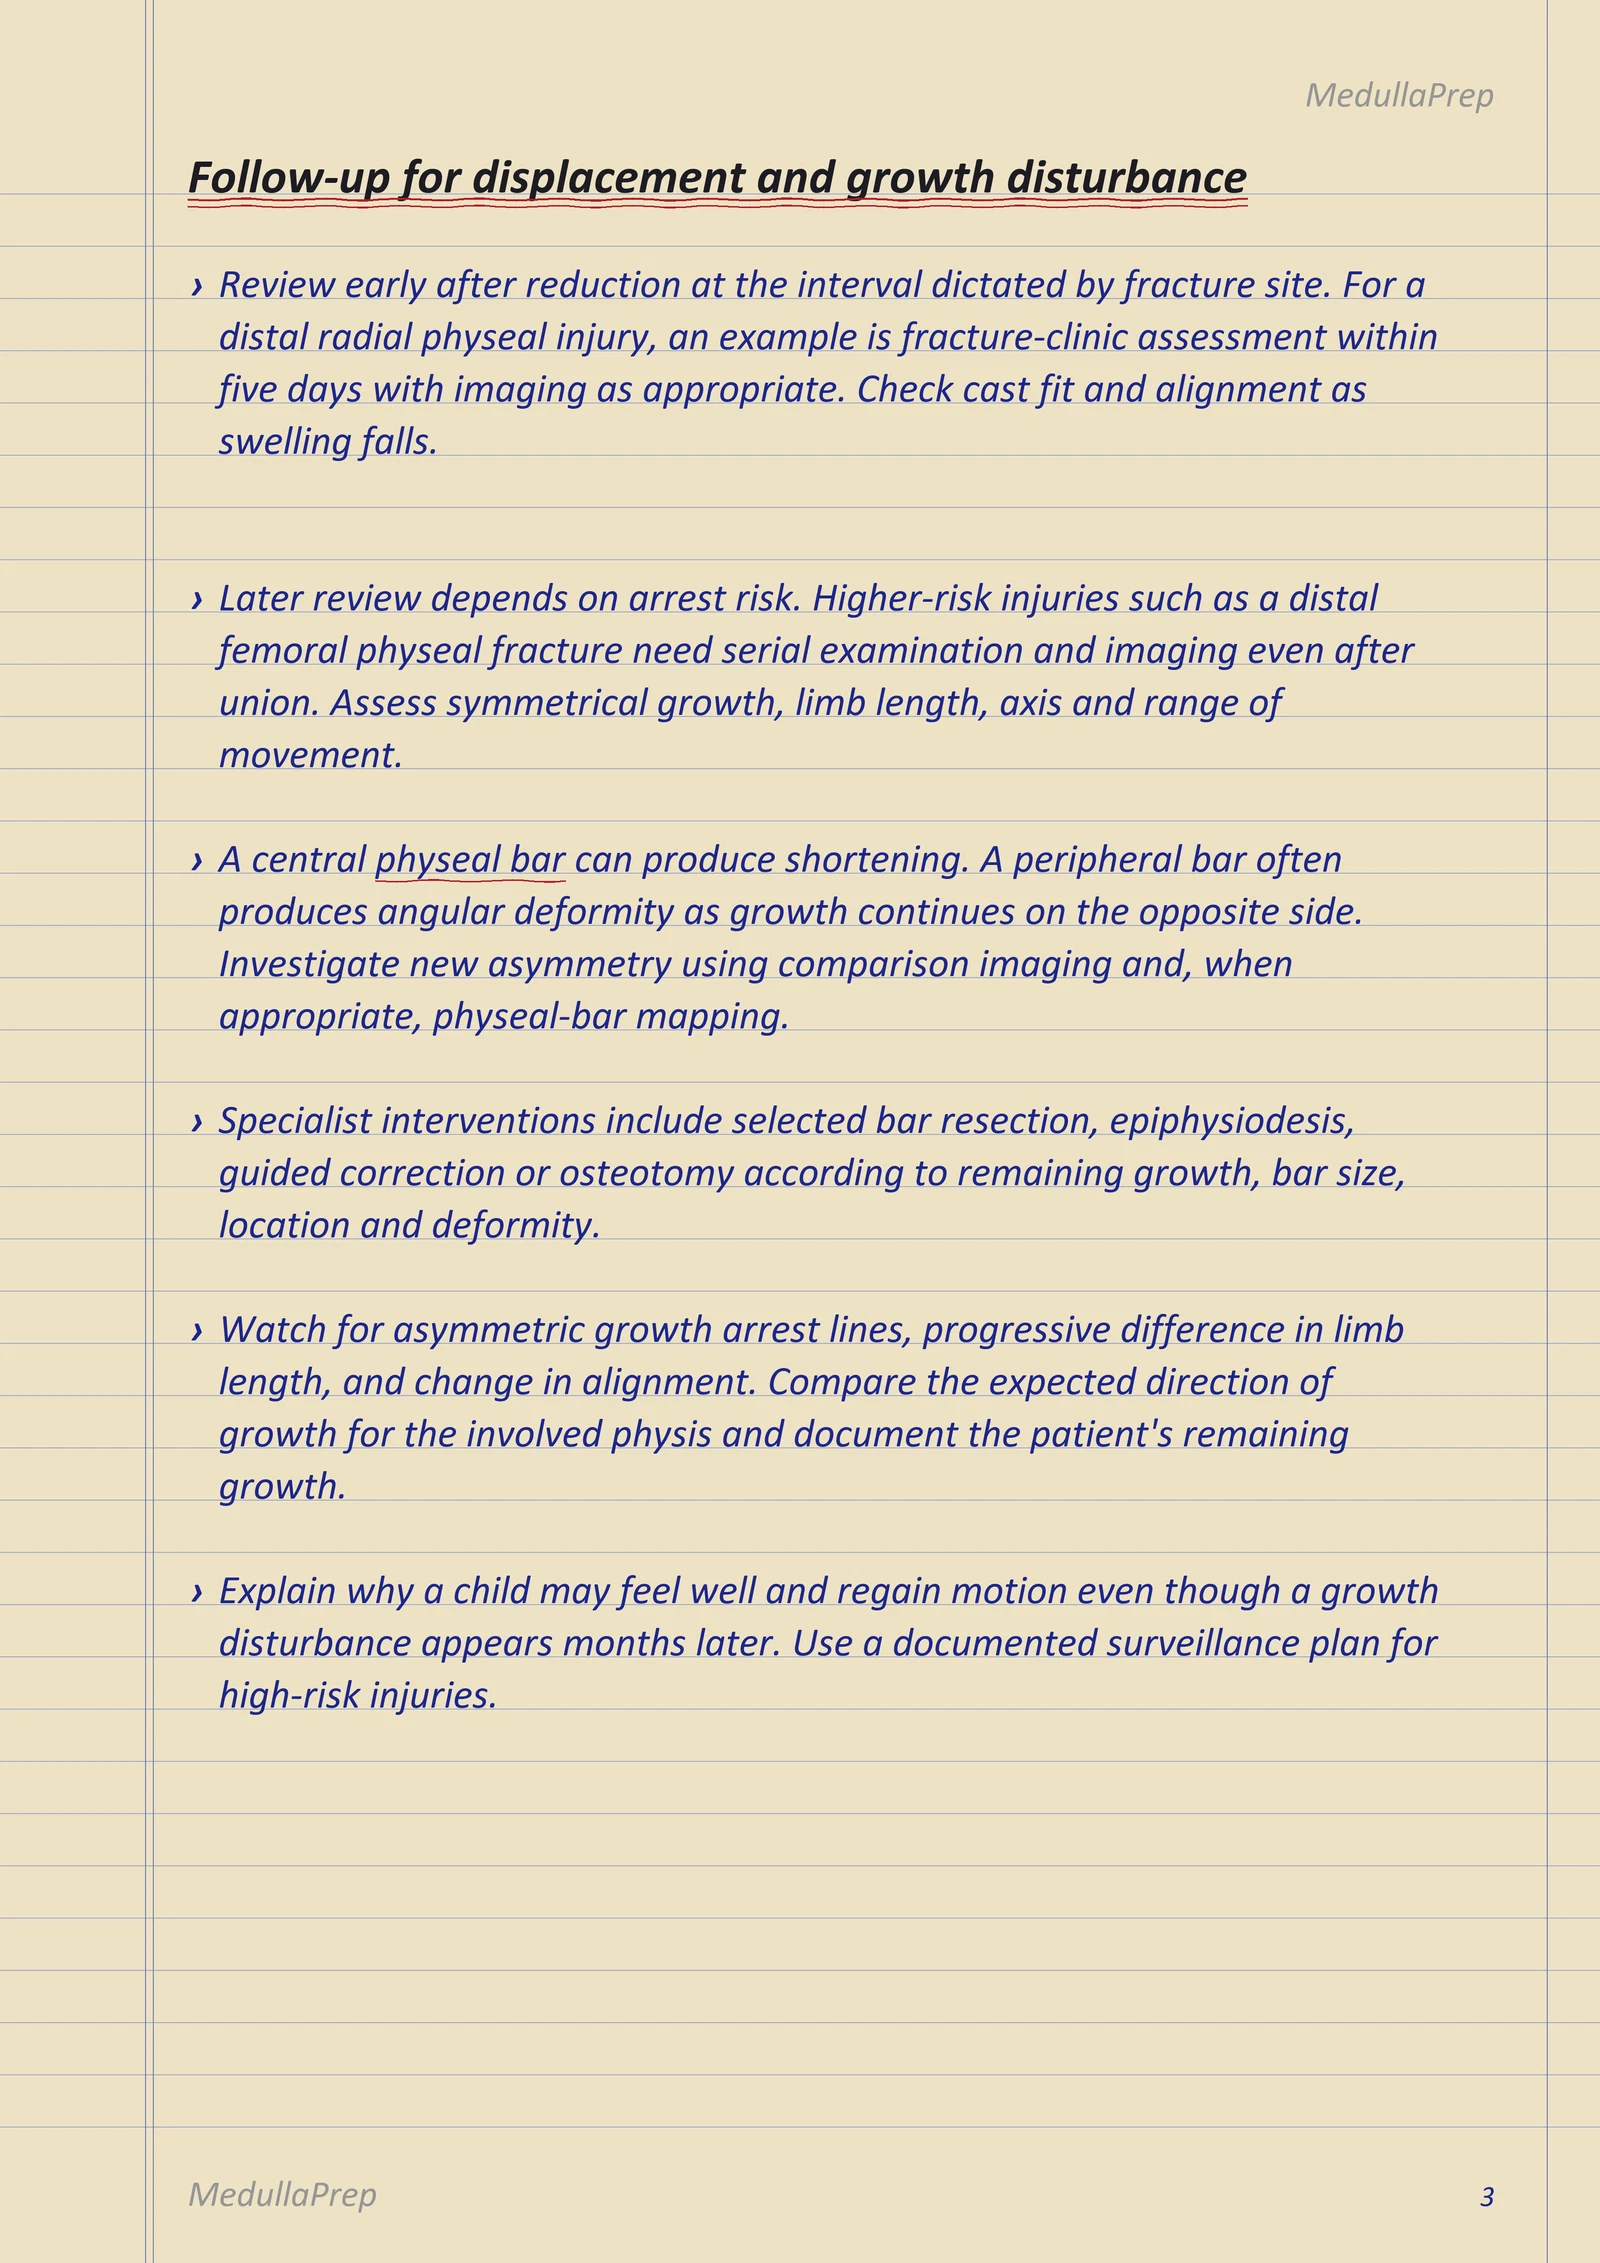 MedullaPrep
Follow-up for displacement and growth disturbance
› Review early after reduction at the interval dictated by fracture site. For a
distal radial physeal injury, an example is fracture-clinic assessment within
five days with imaging as appropriate. Check cast fit and alignment as
swelling falls.
› Later review depends on arrest risk. Higher-risk injuries such as a distal
femoral physeal fracture need serial examination and imaging even after
union. Assess symmetrical growth, limb length, axis and range of
movement.
› A central physeal bar can produce shortening. A peripheral bar often
produces angular deformity as growth continues on the opposite side.
Investigate new asymmetry using comparison imaging and, when
appropriate, physeal-bar mapping.
› Specialist interventions include selected bar resection, epiphysiodesis,
guided correction or osteotomy according to remaining growth, bar size,
location and deformity.
› Watch for asymmetric growth arrest lines, progressive difference in limb
length, and change in alignment. Compare the expected direction of
growth for the involved physis and document the patient's remaining
growth.
› Explain why a child may feel well and regain motion even though a growth
disturbance appears months later. Use a documented surveillance plan for
high-risk injuries.
MedullaPrep
3